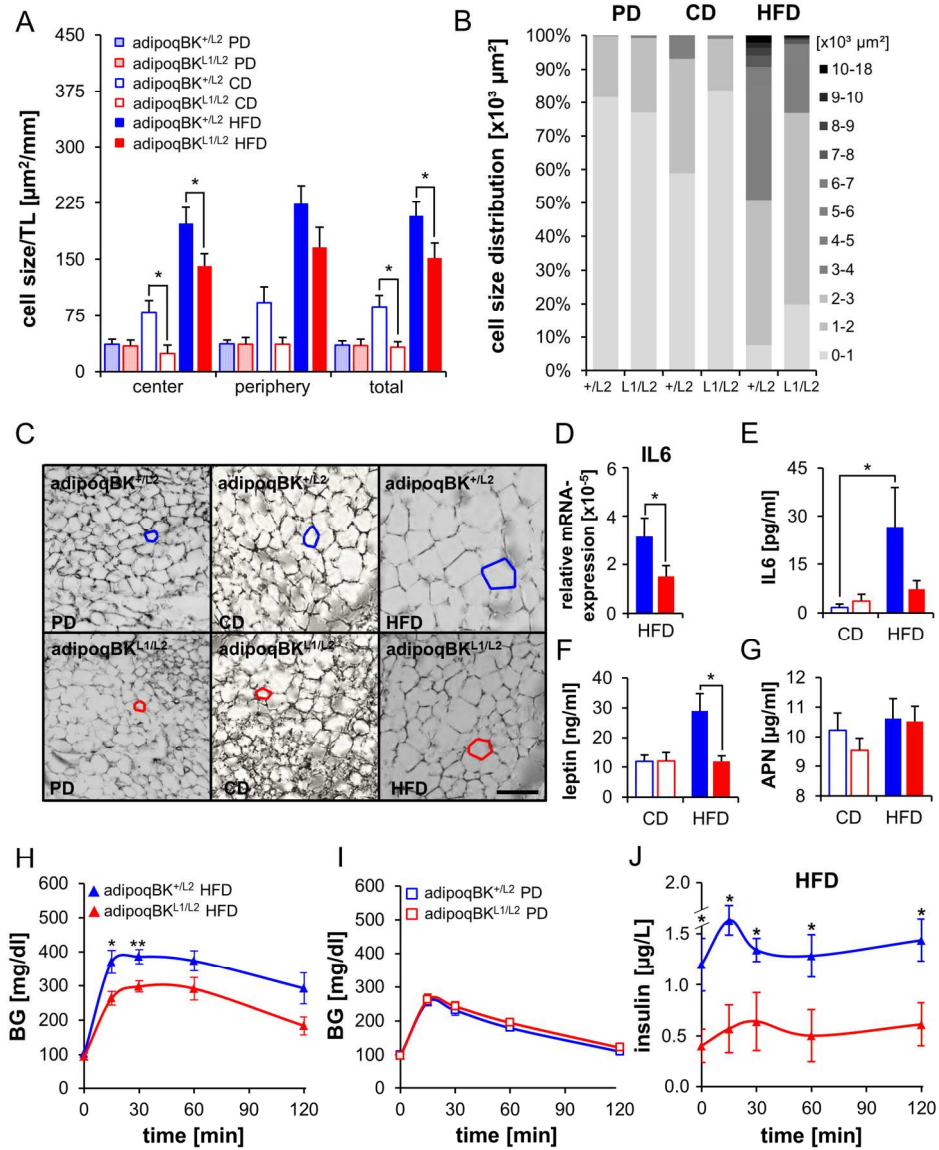 A
450
375
300
225
150
75
0
cell size/TL [µm²/mm]
adipoqBK+/L2 PD
adipoqBKL1/L2 PD
adipoqBK+/L2 CD
adipoqBKL1/L2 CD
adipoqBK+/L2 HFD
adipoqBKL1/L2 HFD
* * * *
center periphery total
B
PD CD HFD
cell size distribution [x10³ µm²]
100%
90%
80%
70%
60%
50%
40%
30%
20%
10%
0%
+/L2 L1/L2 +/L2 L1/L2 +/L2 L1/L2
[x10³ µm²]
10-18
9-10
8-9
7-8
6-7
5-6
4-5
3-4
2-3
1-2
0-1
C
adipoqBK+/L2 adipoqBK+/L2 adipoqBK+/L2
PD CD HFD
adipoqBKL1/L2 adipoqBKL1/L2 adipoqBKL1/L2
PD CD HFD
D
IL6
relative mRNA-
expression [x10-5]
6
4
2
0
*
HFD
E
IL6 [pg/ml]
45
30
15
0
*
CD HFD
F
leptin [ng/ml]
40
30
20
10
0
*
CD HFD
G
APN [µg/ml]
12
11
10
9
8
CD HFD
H
BG [mg/dl]
600
500
400
300
200
100
0
adipoqBK+/L2 HFD
adipoqBKL1/L2 HFD
* **
0 30 60 90 120
time [min]
I
BG [mg/dl]
600
500
400
300
200
100
0
adipoqBK+/L2 PD
adipoqBKL1/L2 PD
0 30 60 90 120
time [min]
J
HFD
insulin [µg/L]
2.0
1.5
1.0
0.5
0.0
* * * * *
0 30 60 90 120
time [min]